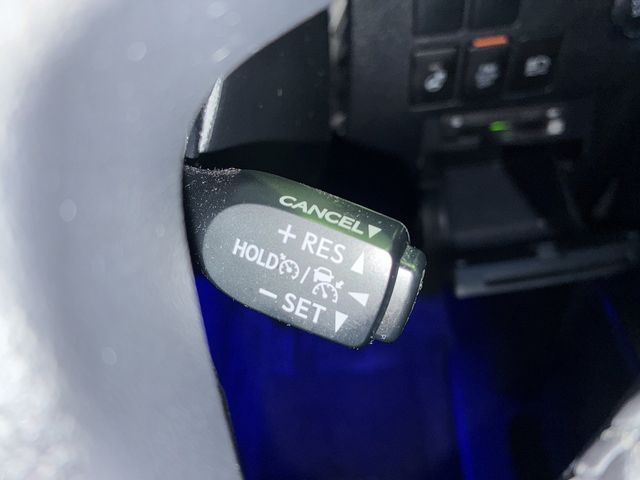 CANCEL▼
+ RES ▲
HOLD / ◀
− SET ▼